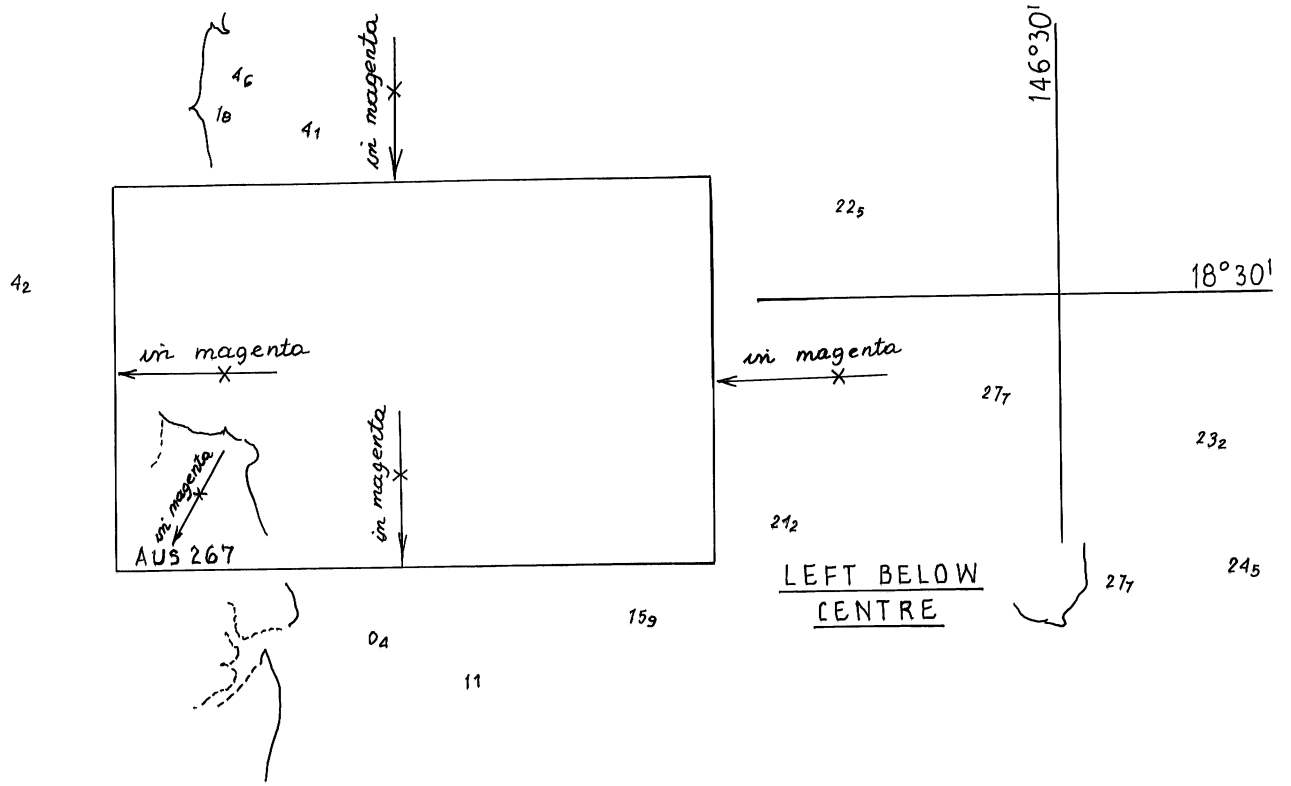 in magenta
146°30'
4₆
1₈
4₁
22₅
18°30'
4₂
in magenta
in magenta
27₇
23₂
in magenta
in magenta
21₂
AUS 267
LEFT BELOW
CENTRE
27₇
24₅
15₉
0₄
11